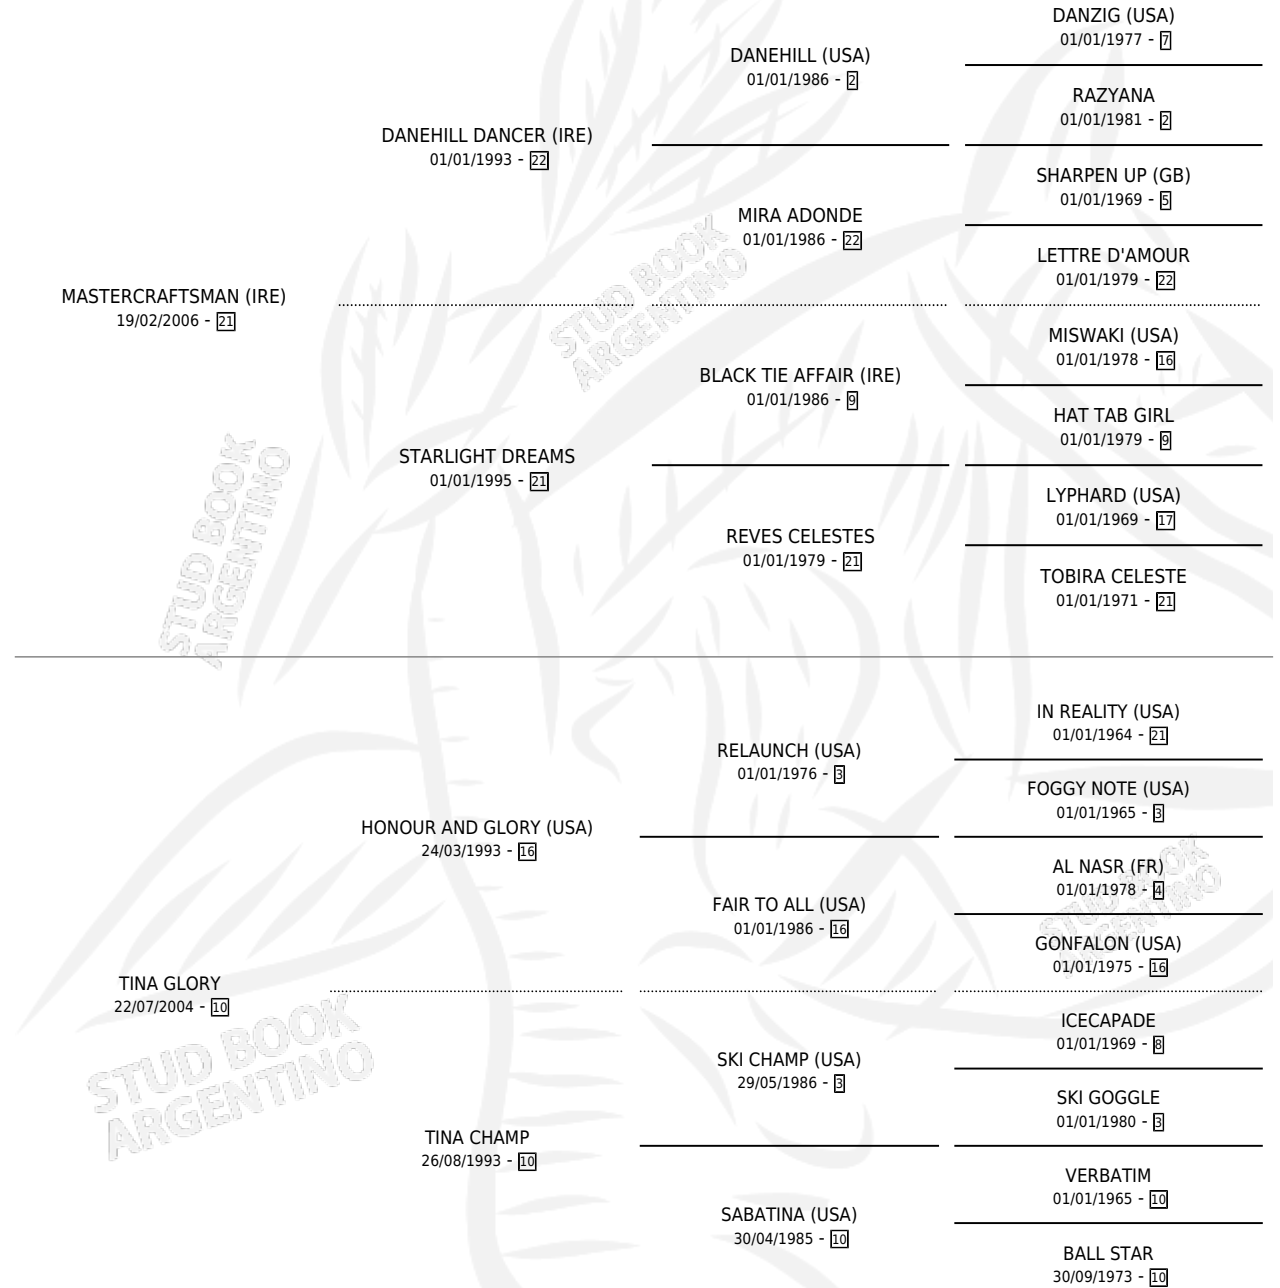 DANZIG (USA)
01/01/1977 - 7
DANEHILL (USA)
01/01/1986 - 2
RAZYANA
01/01/1981 - 2
DANEHILL DANCER (IRE)
01/01/1993 - 22
SHARPEN UP (GB)
01/01/1969 - 5
MIRA ADONDE
01/01/1986 - 22
LETTRE D'AMOUR
01/01/1979 - 22
MASTERCRAFTSMAN (IRE)
19/02/2006 - 21
MISWAKI (USA)
01/01/1978 - 16
BLACK TIE AFFAIR (IRE)
01/01/1986 - 9
HAT TAB GIRL
01/01/1979 - 9
STARLIGHT DREAMS
01/01/1995 - 21
LYPHARD (USA)
01/01/1969 - 17
REVES CELESTES
01/01/1979 - 21
TOBIRA CELESTE
01/01/1971 - 21
IN REALITY (USA)
01/01/1964 - 21
RELAUNCH (USA)
01/01/1976 - 3
FOGGY NOTE (USA)
01/01/1965 - 3
HONOUR AND GLORY (USA)
24/03/1993 - 16
AL NASR (FR)
01/01/1978 - 4
FAIR TO ALL (USA)
01/01/1986 - 16
GONFALON (USA)
01/01/1975 - 16
TINA GLORY
22/07/2004 - 10
ICECAPADE
01/01/1969 - 8
SKI CHAMP (USA)
29/05/1986 - 3
SKI GOGGLE
01/01/1980 - 3
TINA CHAMP
26/08/1993 - 10
VERBATIM
01/01/1965 - 10
SABATINA (USA)
30/04/1985 - 10
BALL STAR
30/09/1973 - 10
STUD BOOK
ARGENTINO
STUD BOOK
ARGENTINO
STUD BOOK
ARGENTINO
STUD BOOK
ARGENTINO